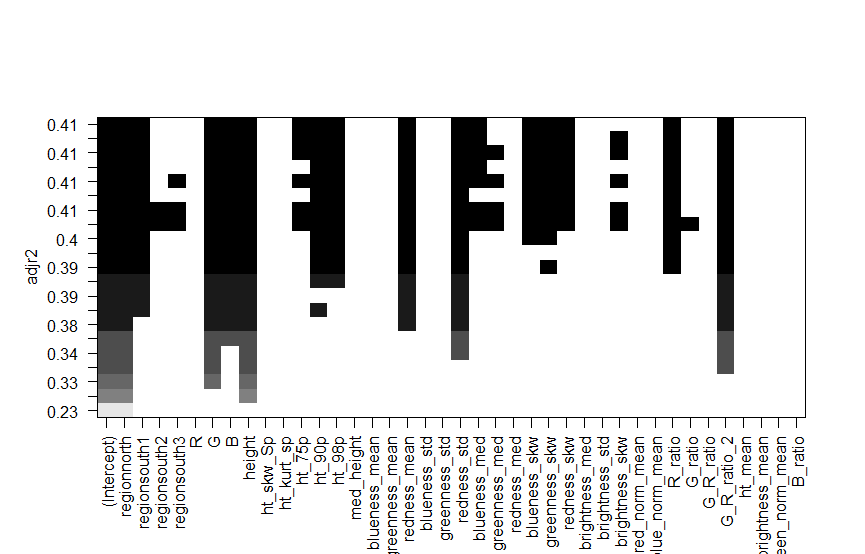 0.41
0.41
0.41
0.41
0.4
0.39
0.39
0.38
0.34
0.33
0.23
adjr2
(Intercept)
regionnorth
regionsouth1
regionsouth2
regionsouth3
R
G
B
height
ht_skw_Sp
ht_kurt_sp
ht_75p
ht_90p
ht_98p
med_height
blueness_mean
greenness_mean
redness_mean
blueness_std
greenness_std
redness_std
blueness_med
greenness_med
redness_med
blueness_skw
greenness_skw
redness_skw
brightness_med
brightness_std
brightness_skw
red_norm_mean
lue_norm_mean
R_ratio
G_ratio
G_R_ratio
G_R_ratio_2
ht_mean
brightness_mean
een_norm_mean
B_ratio